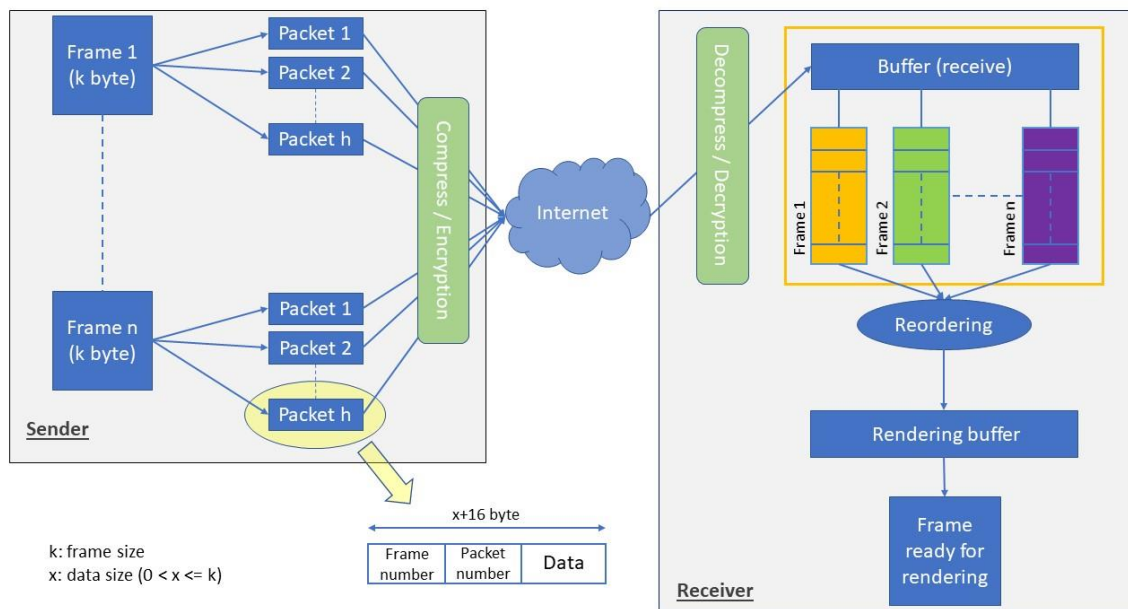 Frame 1
(k byte)
Packet 1
Packet 2
Packet h
Frame n
(k byte)
Packet 1
Packet 2
Packet h
Compress / Encryption
Sender
Internet
x+16 byte
Frame
number
Packet
number
Data
k: frame size
x: data size (0 < x <= k)
Decompress / Decryption
Buffer (receive)
Frame 1
Frame 2
Frame n
Reordering
Rendering buffer
Frame
ready for
rendering
Receiver